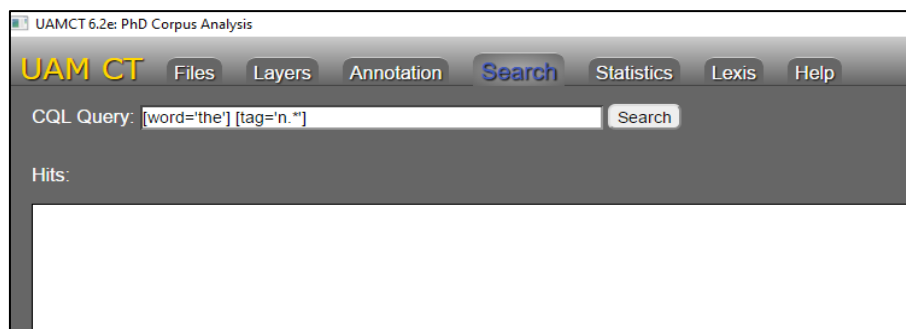 UAMCT 6.2e: PhD Corpus Analysis
UAM CT Files Layers Annotation Search Statistics Lexis Help
CQL Query: [word='the'] [tag='n.*'] Search
Hits: